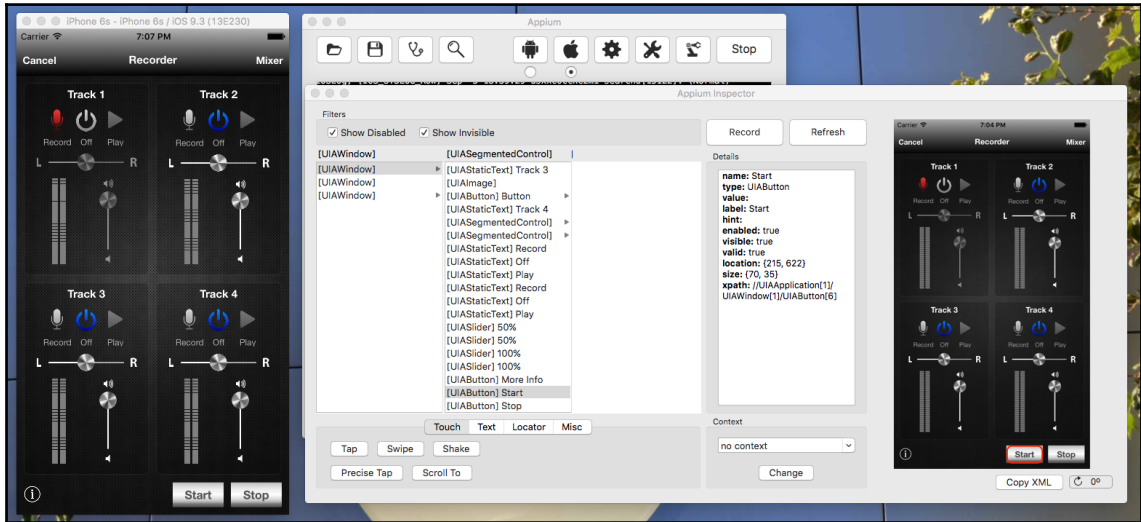 iPhone 6s - iPhone 6s / iOS 9.3 (13E230)
Carrier 7:07 PM
Cancel Recorder Mixer
Track 1 Track 2
Record Off Play Record Off Play
L R L R
Track 3 Track 4
Record Off Play Record Off Play
L R L R
i Start Stop
Appium
Stop
Appium Inspector
Filters
Show Disabled Show Invisible
[UIAWindow] [UIASegmentedControl]
[UIAWindow]
[UIAWindow]
[UIAWindow]
[UIAStaticText] Track 3
[UIAImage]
[UIAButton] Button
[UIAStaticText] Track 4
[UIASegmentedControl]
[UIASegmentedControl]
[UIAStaticText] Record
[UIAStaticText] Off
[UIAStaticText] Play
[UIAStaticText] Record
[UIAStaticText] Off
[UIAStaticText] Play
[UIASlider] 50%
[UIASlider] 50%
[UIASlider] 100%
[UIASlider] 100%
[UIAButton] More Info
[UIAButton] Start
[UIAButton] Stop
Touch Text Locator Misc
Tap Swipe Shake
Precise Tap Scroll To
Record Refresh
Details
name: Start
type: UIAButton
value:
label: Start
hint:
enabled: true
visible: true
valid: true
location: {215, 622}
size: {70, 35}
xpath: //UIAApplication[1]/
UIAWindow[1]/UIAButton[6]
Context
no context
Change
Carrier 7:04 PM
Cancel Recorder Mixer
Track 1 Track 2
Record Off Play Record Off Play
L R L R
Track 3 Track 4
Record Off Play Record Off Play
L R L R
i Start Stop
Copy XML 0º